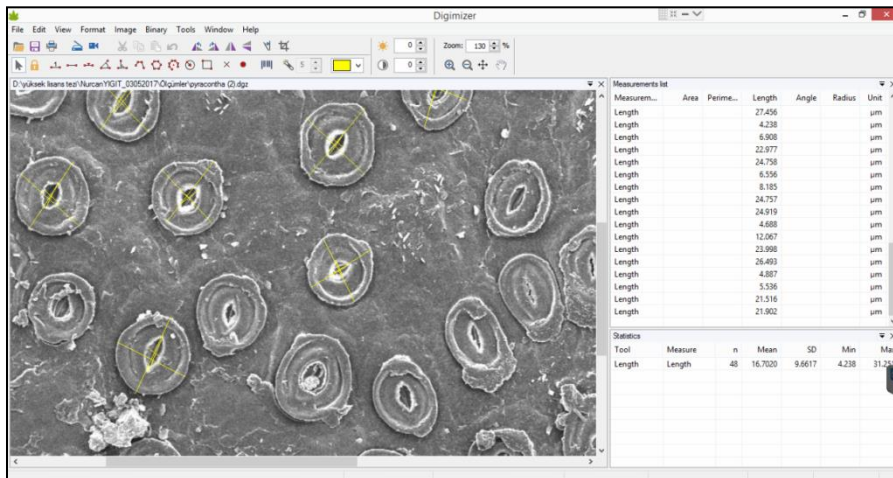 Digimizer
File Edit View Format Image Binary Tools Window Help
0 Zoom: 130 %
5 0
D:\yüksek lisans tezi\NurcanYIGIT_03052017\Ölçümler\pyracontha (2).dgz
Measurements list
Measurem... Area Perime... Length Angle Radius Unit
Length 27.456 µm
Length 4.238 µm
Length 6.908 µm
Length 22.977 µm
Length 24.758 µm
Length 6.556 µm
Length 8.185 µm
Length 24.757 µm
Length 24.919 µm
Length 4.688 µm
Length 12.067 µm
Length 23.998 µm
Length 26.493 µm
Length 4.887 µm
Length 5.536 µm
Length 21.516 µm
Length 21.902 µm
Statistics
Tool Measure n Mean SD Min Max
Length Length 48 16.7020 9.6617 4.238